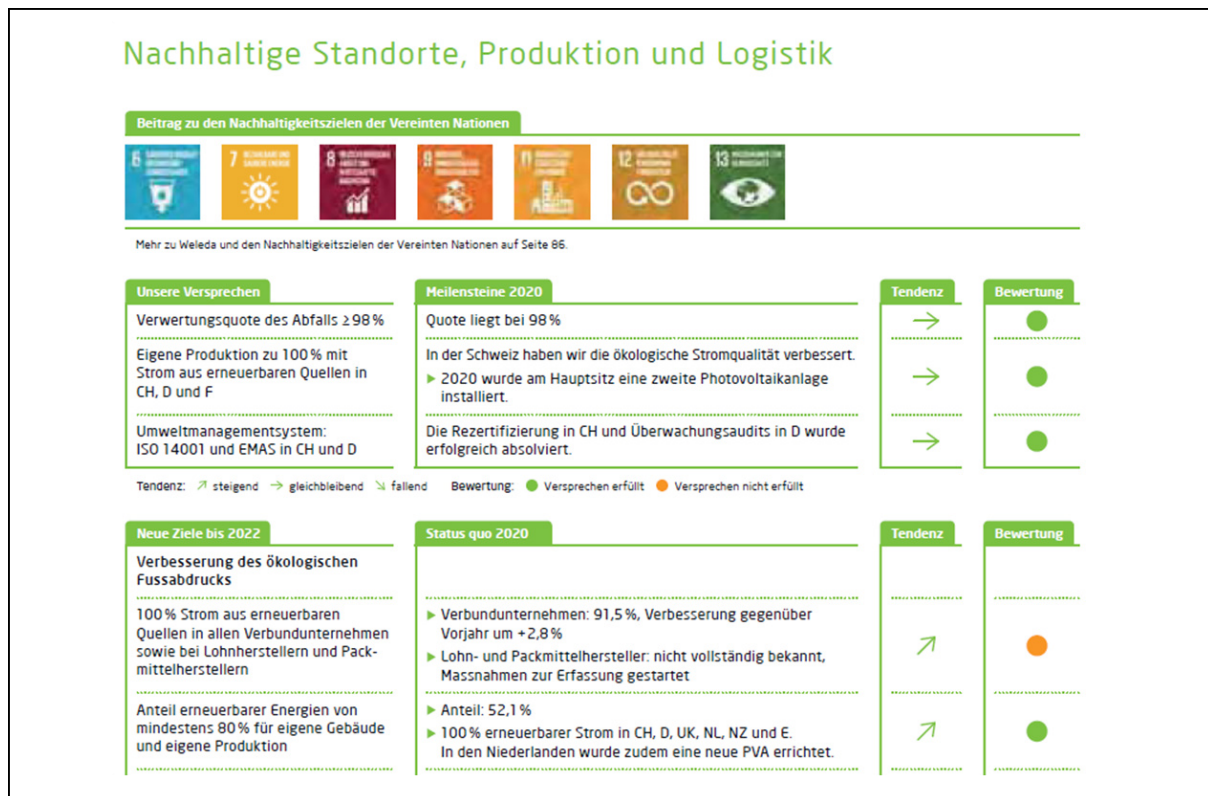 Nachhaltige Standorte, Produktion und Logistik
Beitrag zu den Nachhaltigkeitszielen der Vereinten Nationen
6
7
8
9
11
12
13
Mehr zu Weleda und den Nachhaltigkeitszielen der Vereinten Nationen auf Seite 86.
Unsere Versprechen
Meilensteine 2020
Tendenz
Bewertung
Verwertungsquote des Abfalls ≥98 %
Quote liegt bei 98 %
→
Eigene Produktion zu 100 % mit
Strom aus erneuerbaren Quellen in
CH, D und F
In der Schweiz haben wir die ökologische Stromqualität verbessert.
▶ 2020 wurde am Hauptsitz eine zweite Photovoltaikanlage
installiert.
→
Umweltmanagementsystem:
ISO 14001 und EMAS in CH und D
Die Rezertifizierung in CH und Überwachungsaudits in D wurde
erfolgreich absolviert.
→
Tendenz: ↗ steigend → gleichbleibend ↘ fallend Bewertung: ● Versprechen erfüllt ● Versprechen nicht erfüllt
Neue Ziele bis 2022
Status quo 2020
Tendenz
Bewertung
Verbesserung des ökologischen
Fussabdrucks
100 % Strom aus erneuerbaren
Quellen in allen Verbundunternehmen
sowie bei Lohnherstellern und Pack-
mittelherstellern
▶ Verbundunternehmen: 91,5 %, Verbesserung gegenüber
Vorjahr um +2,8 %
▶ Lohn- und Packmittelhersteller: nicht vollständig bekannt,
Massnahmen zur Erfassung gestartet
↗
Anteil erneuerbarer Energien von
mindestens 80 % für eigene Gebäude
und eigene Produktion
▶ Anteil: 52,1 %
▶ 100 % erneuerbarer Strom in CH, D, UK, NL, NZ und E.
In den Niederlanden wurde zudem eine neue PVA errichtet.
↗